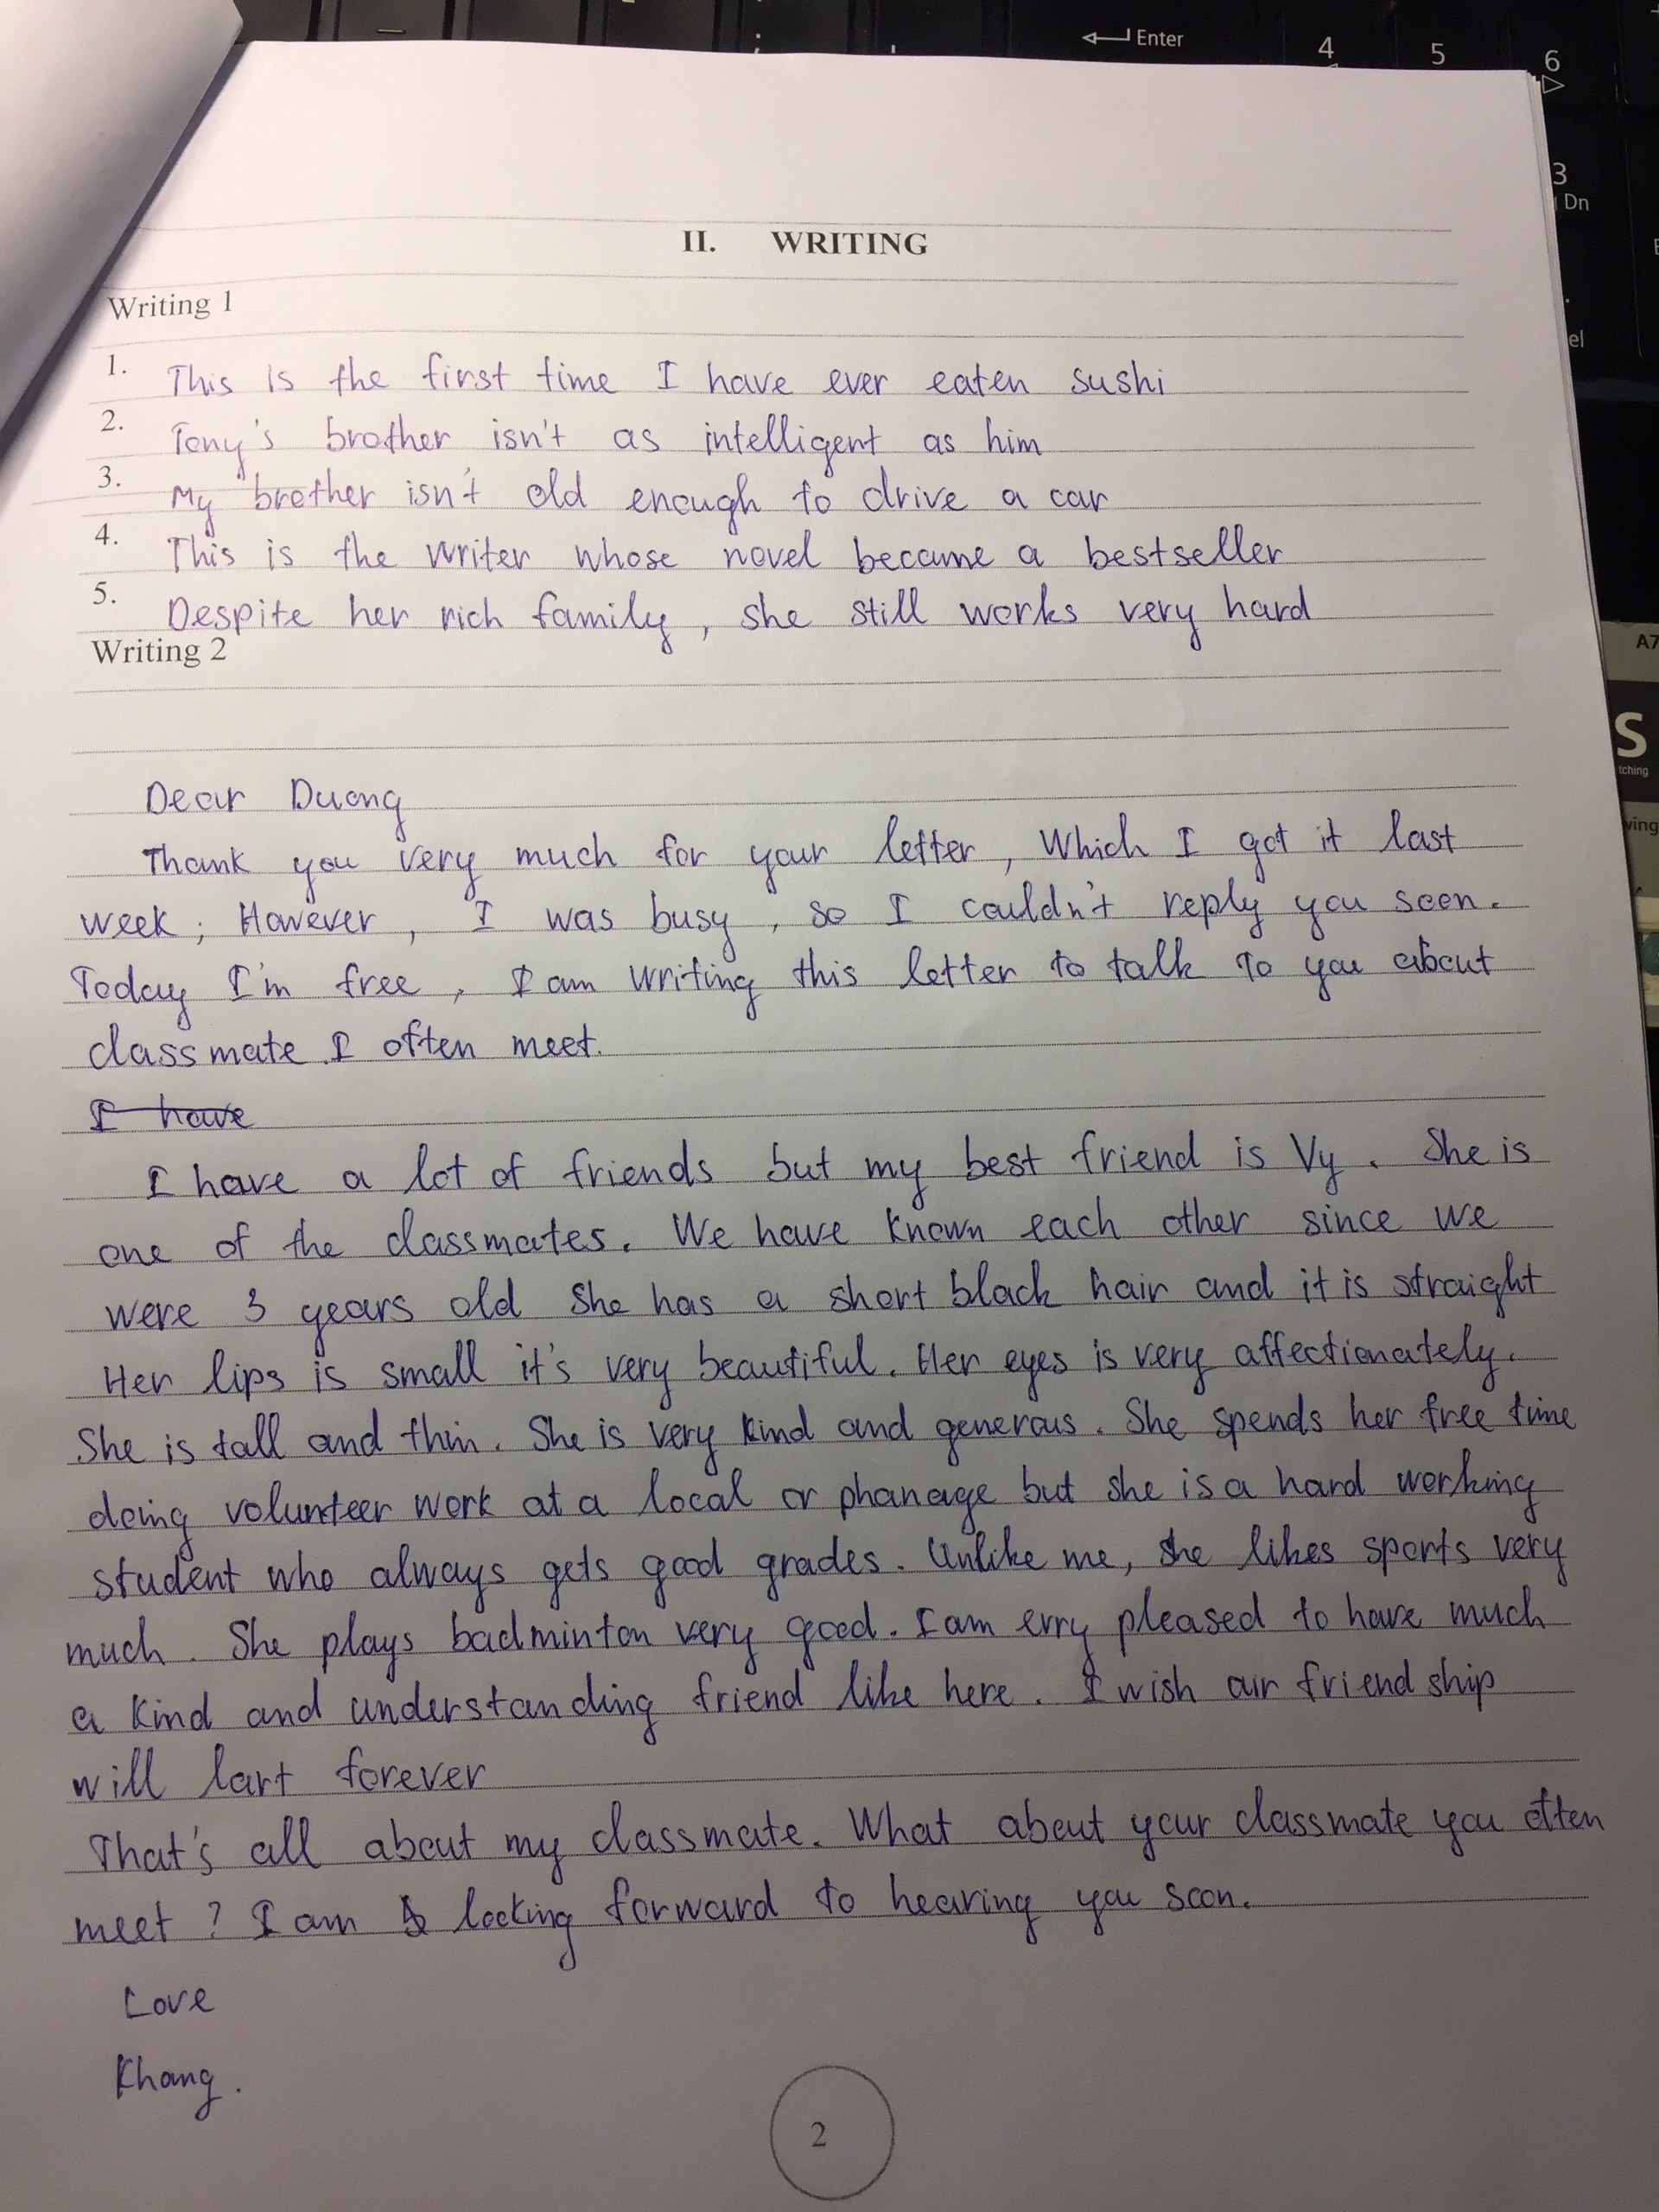 Enter
4
5
6
3
Dn
el
A7
S
tching
ving
II. WRITING
Writing 1
1. This is the first time I have ever eaten sushi
2. Tony's brother isn't as intelligent as him
3. My brother isn't old enough to drive a car
4. This is the writer whose novel became a bestseller
5. Despite her rich family, she still works very hard
Writing 2
Dear Duong
Thank you very much for your letter, Which I got it last
week; However, I was busy, so I couldn't reply you soon.
Today I'm free, I am writing this letter to talk to you about
classmate I often meet.
I have
I have a lot of friends but my best friend is Vy. She is
one of the classmates. We have known each other since we
were 3 years old She has a short black hair and it is straight
Her lips is small it's very beautiful. Her eyes is very affectionately.
She is tall and thin. She is very kind and generous. She spends her free time
doing volunteer work at a local or phanage but she is a hard working
student who always gets good grades. Unlike me, she likes sports very
much. She plays badminton very good. I am erry pleased to have much
a kind and understanding friend like here. I wish our friend ship
will lart forever
That's all about my classmate. What about your classmate you often
meet? I am looking forward to hearing you soon.
Love
Khang.
2